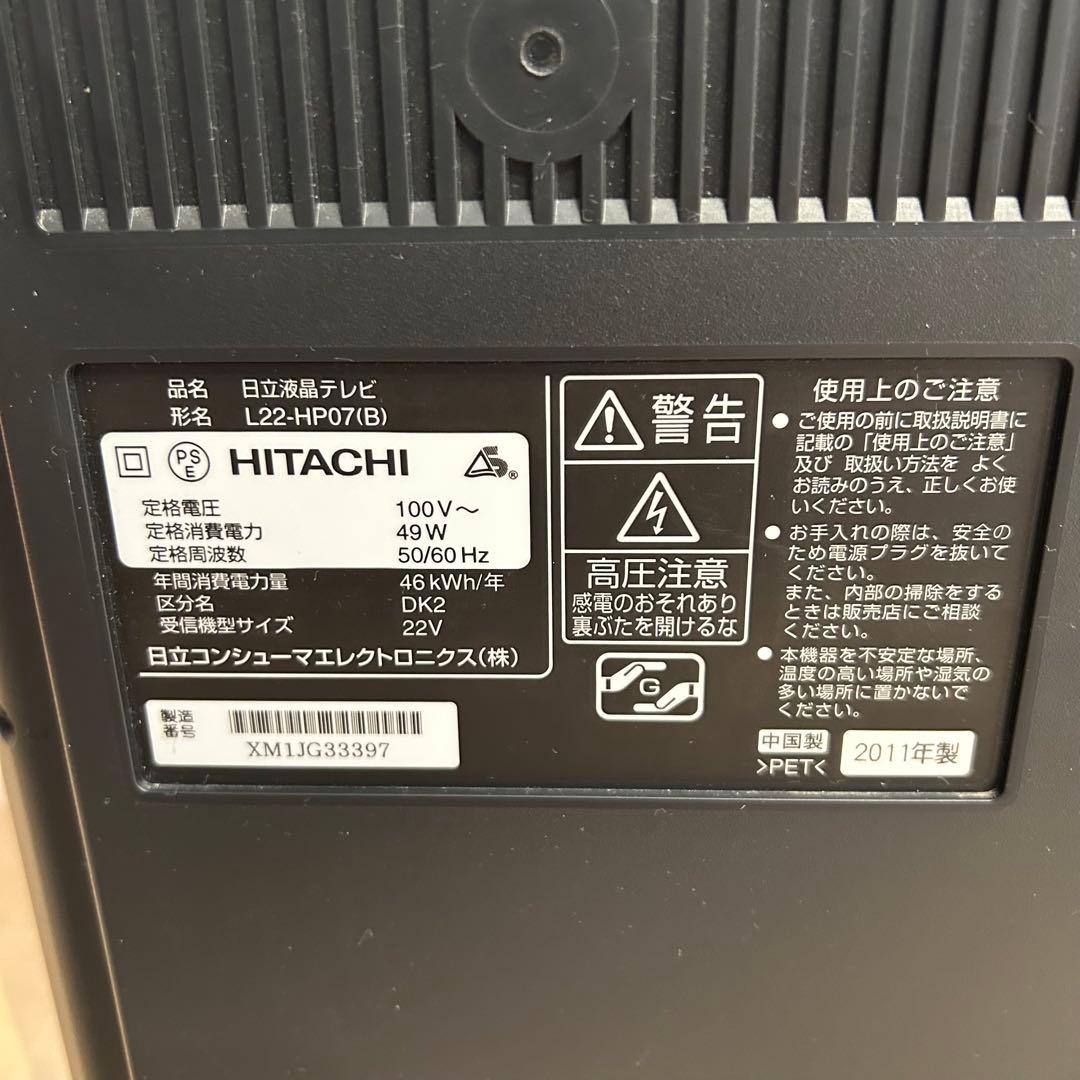 品名 日立液晶テレビ
形名 L22-HP07(B)
PS E HITACHI
定格電圧 100V～
定格消費電力 49W
定格周波数 50/60Hz
年間消費電力量 46kWh/年
区分名 DK2
受信機型サイズ 22V
日立コンシューマエレクトロニクス(株)
製造
番号
XM1JG33397
警告
高圧注意
感電のおそれあり
裏ぶたを開けるな
G
使用上のご注意
● ご使用の前に取扱説明書に
記載の「使用上のご注意」
及び 取扱い方法を よく
お読みのうえ、正しくお使
いください。
● お手入れの際は、安全の
ため電源プラグを抜いて
ください。
また、内部の掃除をする
ときは販売店にご相談
ください。
● 本機器を不安定な場所、
温度の高い場所や湿気の
多い場所に置かないで
ください。
中国製
>PET<
2011年製